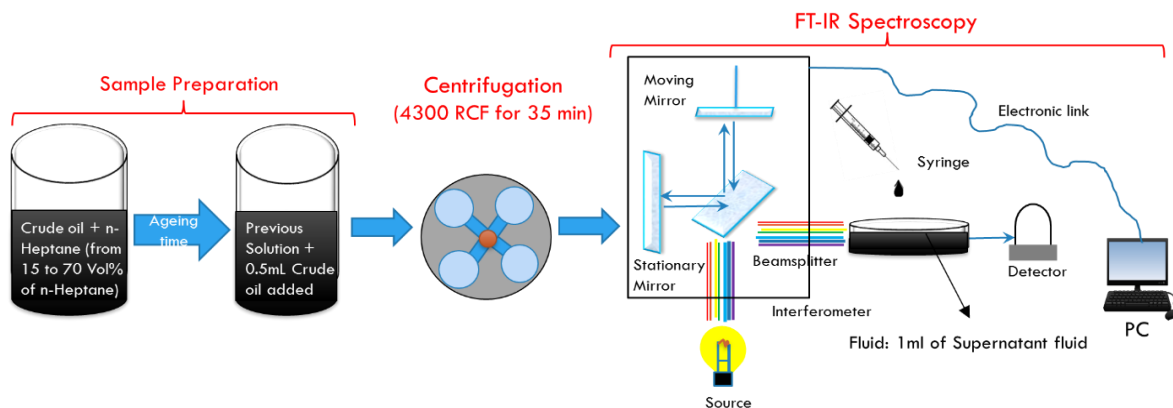 FT-IR Spectroscopy
Sample Preparation
Centrifugation
(4300 RCF for 35 min)
Crude oil + n-
Heptane (from
15 to 70 Vol%
of n-Heptane)
Ageing
time
Previous
Solution +
0.5mL Crude
oil added
Moving
Mirror
Stationary
Mirror
Beamsplitter
Interferometer
Source
Syringe
Electronic link
Detector
PC
Fluid: 1ml of Supernatant fluid